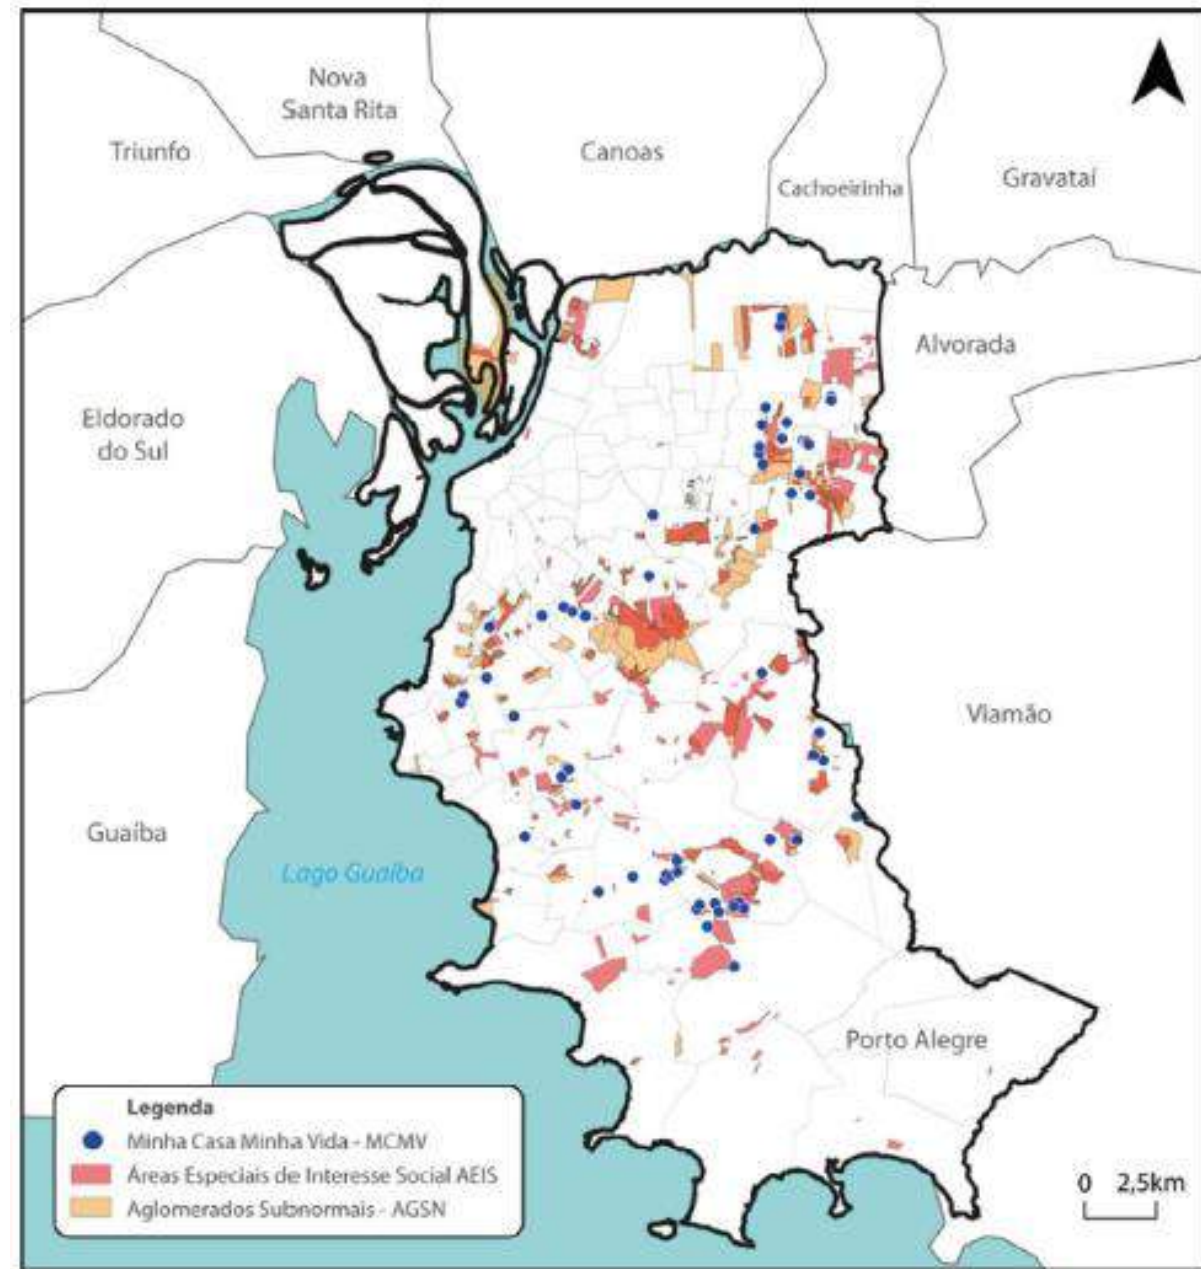 Nova
Santa Rita
Triunfo
Canoas
Cachoeirinha
Gravataí
Alvorada
Eldorado
do Sul
Viamão
Guaíba
Lago Guaíba
Porto Alegre
Legenda
Minha Casa Minha Vida - MCMV
Áreas Especiais de Interesse Social AEIS
Aglomerados Subnormais - AGSN
0 2,5km